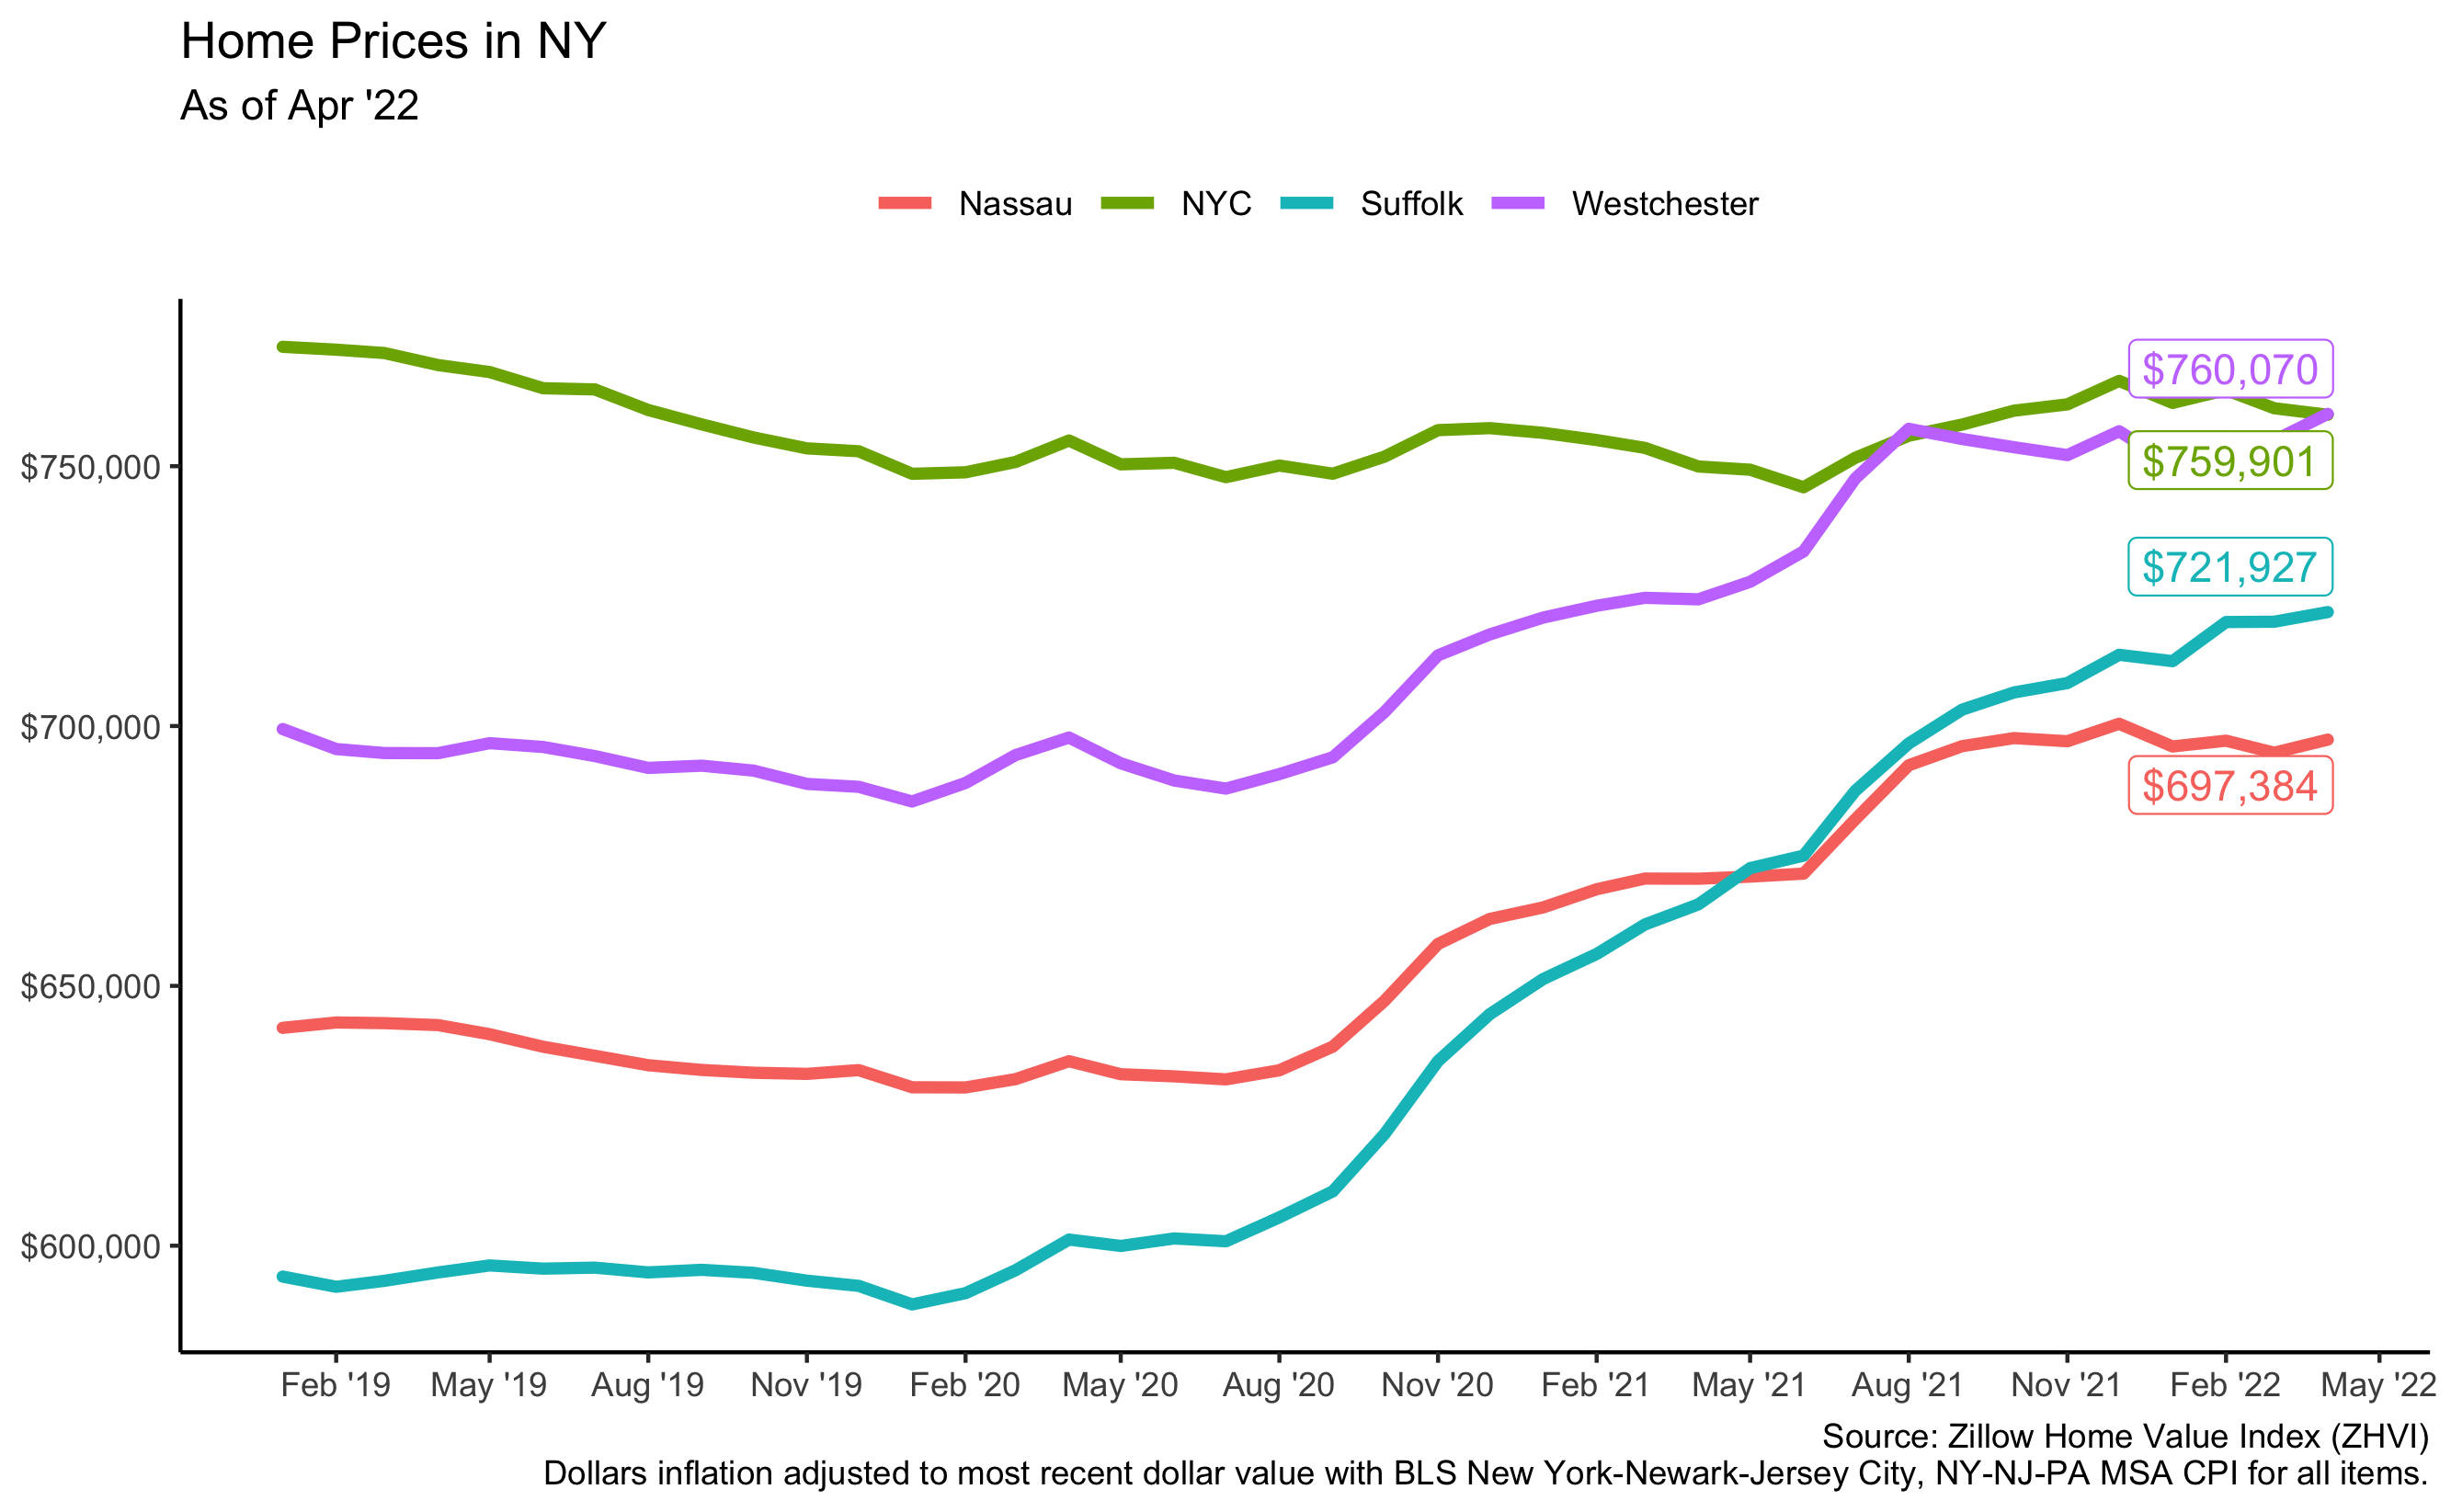 Home Prices in NY
As of Apr '22
Nassau NYC Suffolk Westchester
$760,070
$750,000
$759,901
$721,927
$700,000
$697,384
$650,000
$600,000
Feb '19 May '19 Aug '19 Nov '19 Feb '20 May '20 Aug '20 Nov '20 Feb '21 May '21 Aug '21 Nov '21 Feb '22 May '22
Source: Zillow Home Value Index (ZHVI)
Dollars inflation adjusted to most recent dollar value with BLS New York-Newark-Jersey City, NY-NJ-PA MSA CPI for all items.